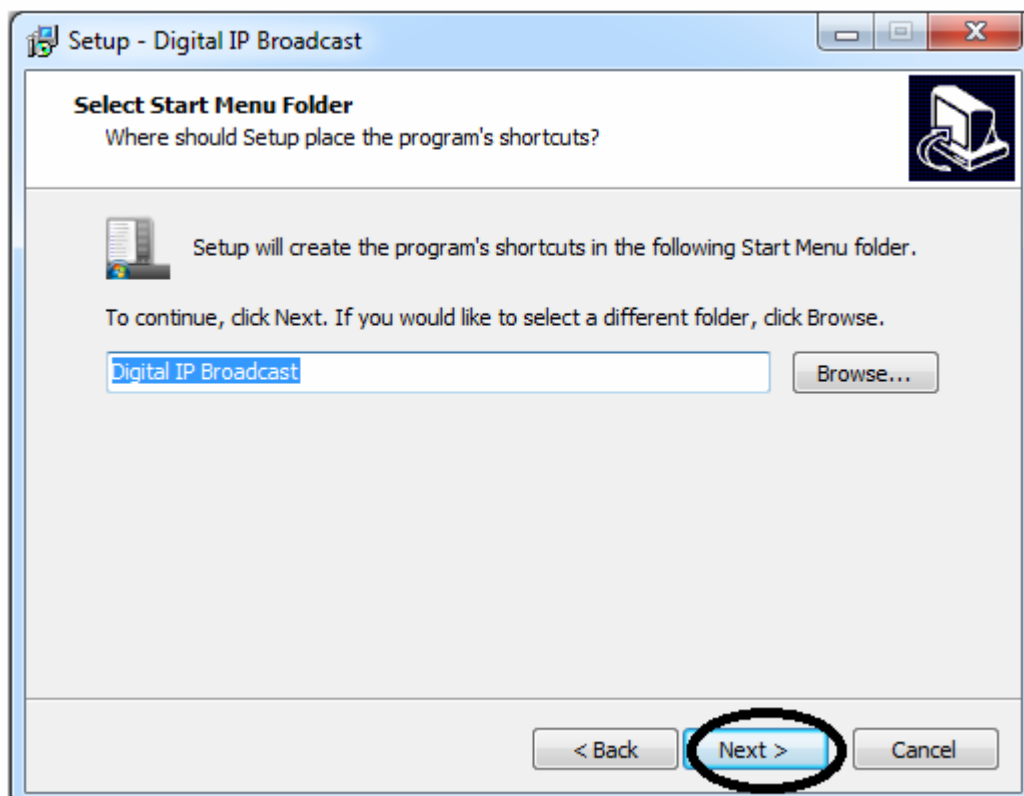 Setup - Digital IP Broadcast
Select Start Menu Folder
Where should Setup place the program's shortcuts?
Setup will create the program's shortcuts in the following Start Menu folder.
To continue, click Next. If you would like to select a different folder, click Browse.
Digital IP Broadcast
Browse...
< Back
Next >
Cancel